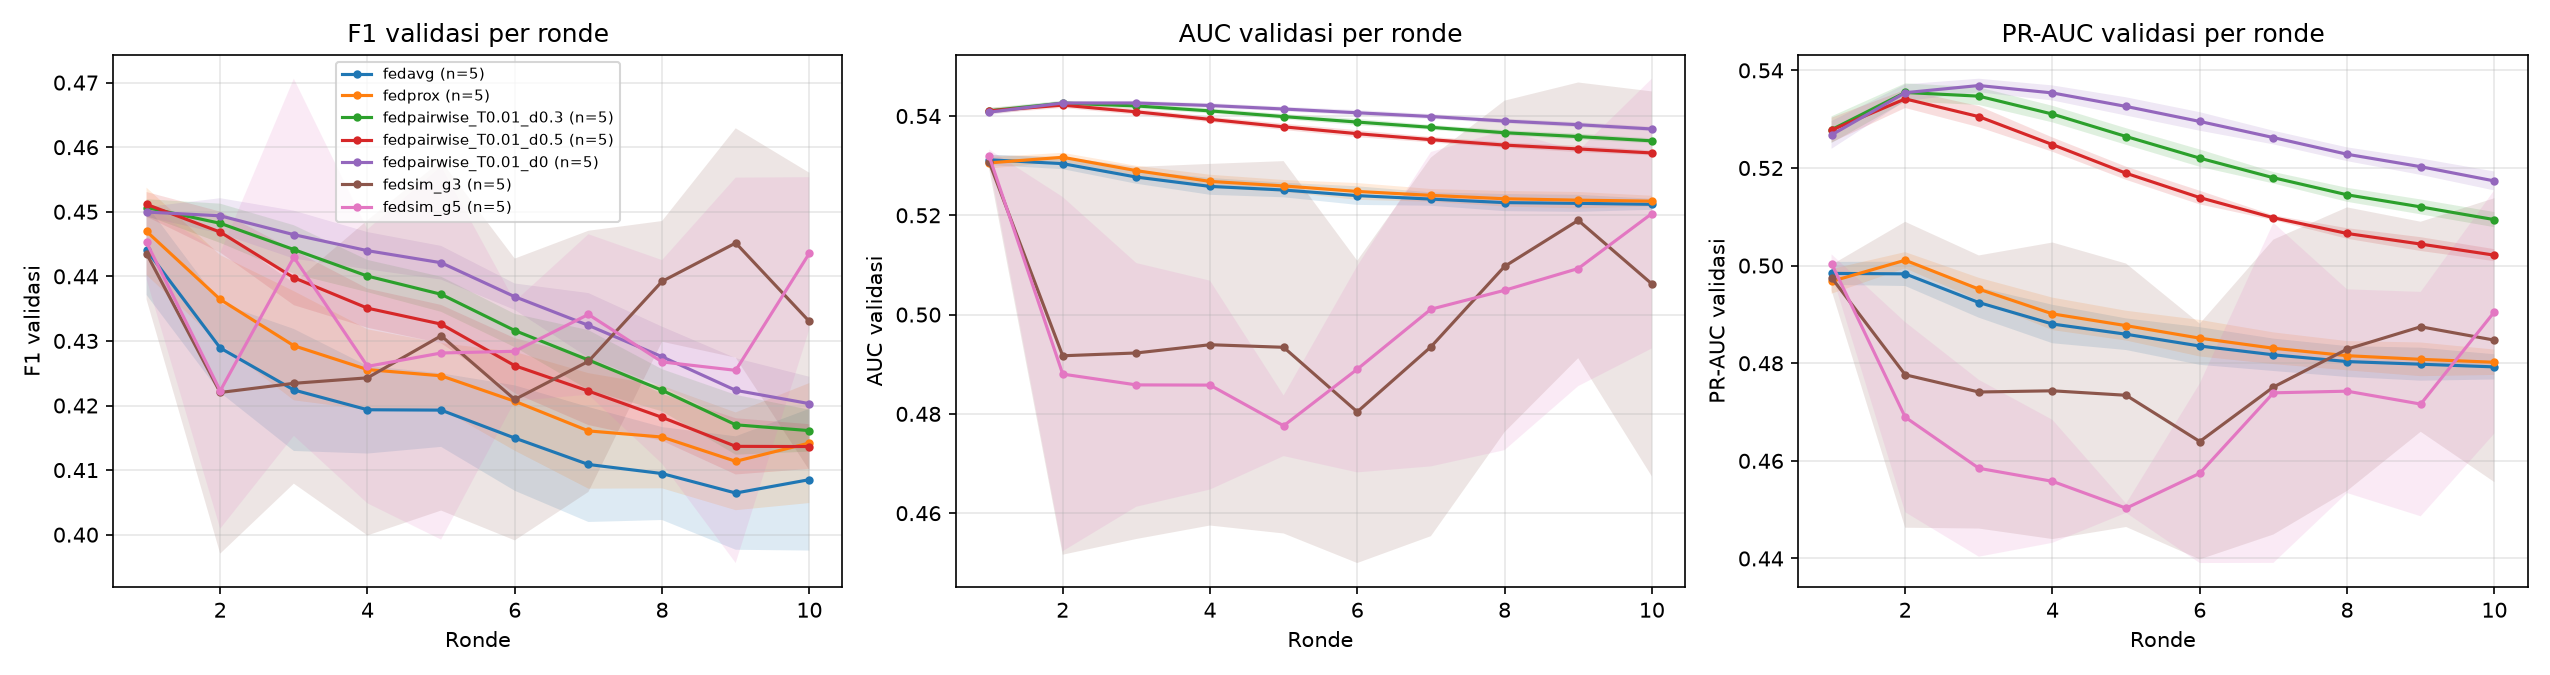 F1 validasi per ronde
F1 validasi
0.47
0.46
0.45
0.44
0.43
0.42
0.41
0.40
fedavg (n=5)
fedprox (n=5)
fedpairwise_T0.01_d0.3 (n=5)
fedpairwise_T0.01_d0.5 (n=5)
fedpairwise_T0.01_d0 (n=5)
fedsim_g3 (n=5)
fedsim_g5 (n=5)
2 4 6 8 10
Ronde
AUC validasi per ronde
AUC validasi
0.54
0.52
0.50
0.48
0.46
2 4 6 8 10
Ronde
PR-AUC validasi per ronde
PR-AUC validasi
0.54
0.52
0.50
0.48
0.46
0.44
2 4 6 8 10
Ronde